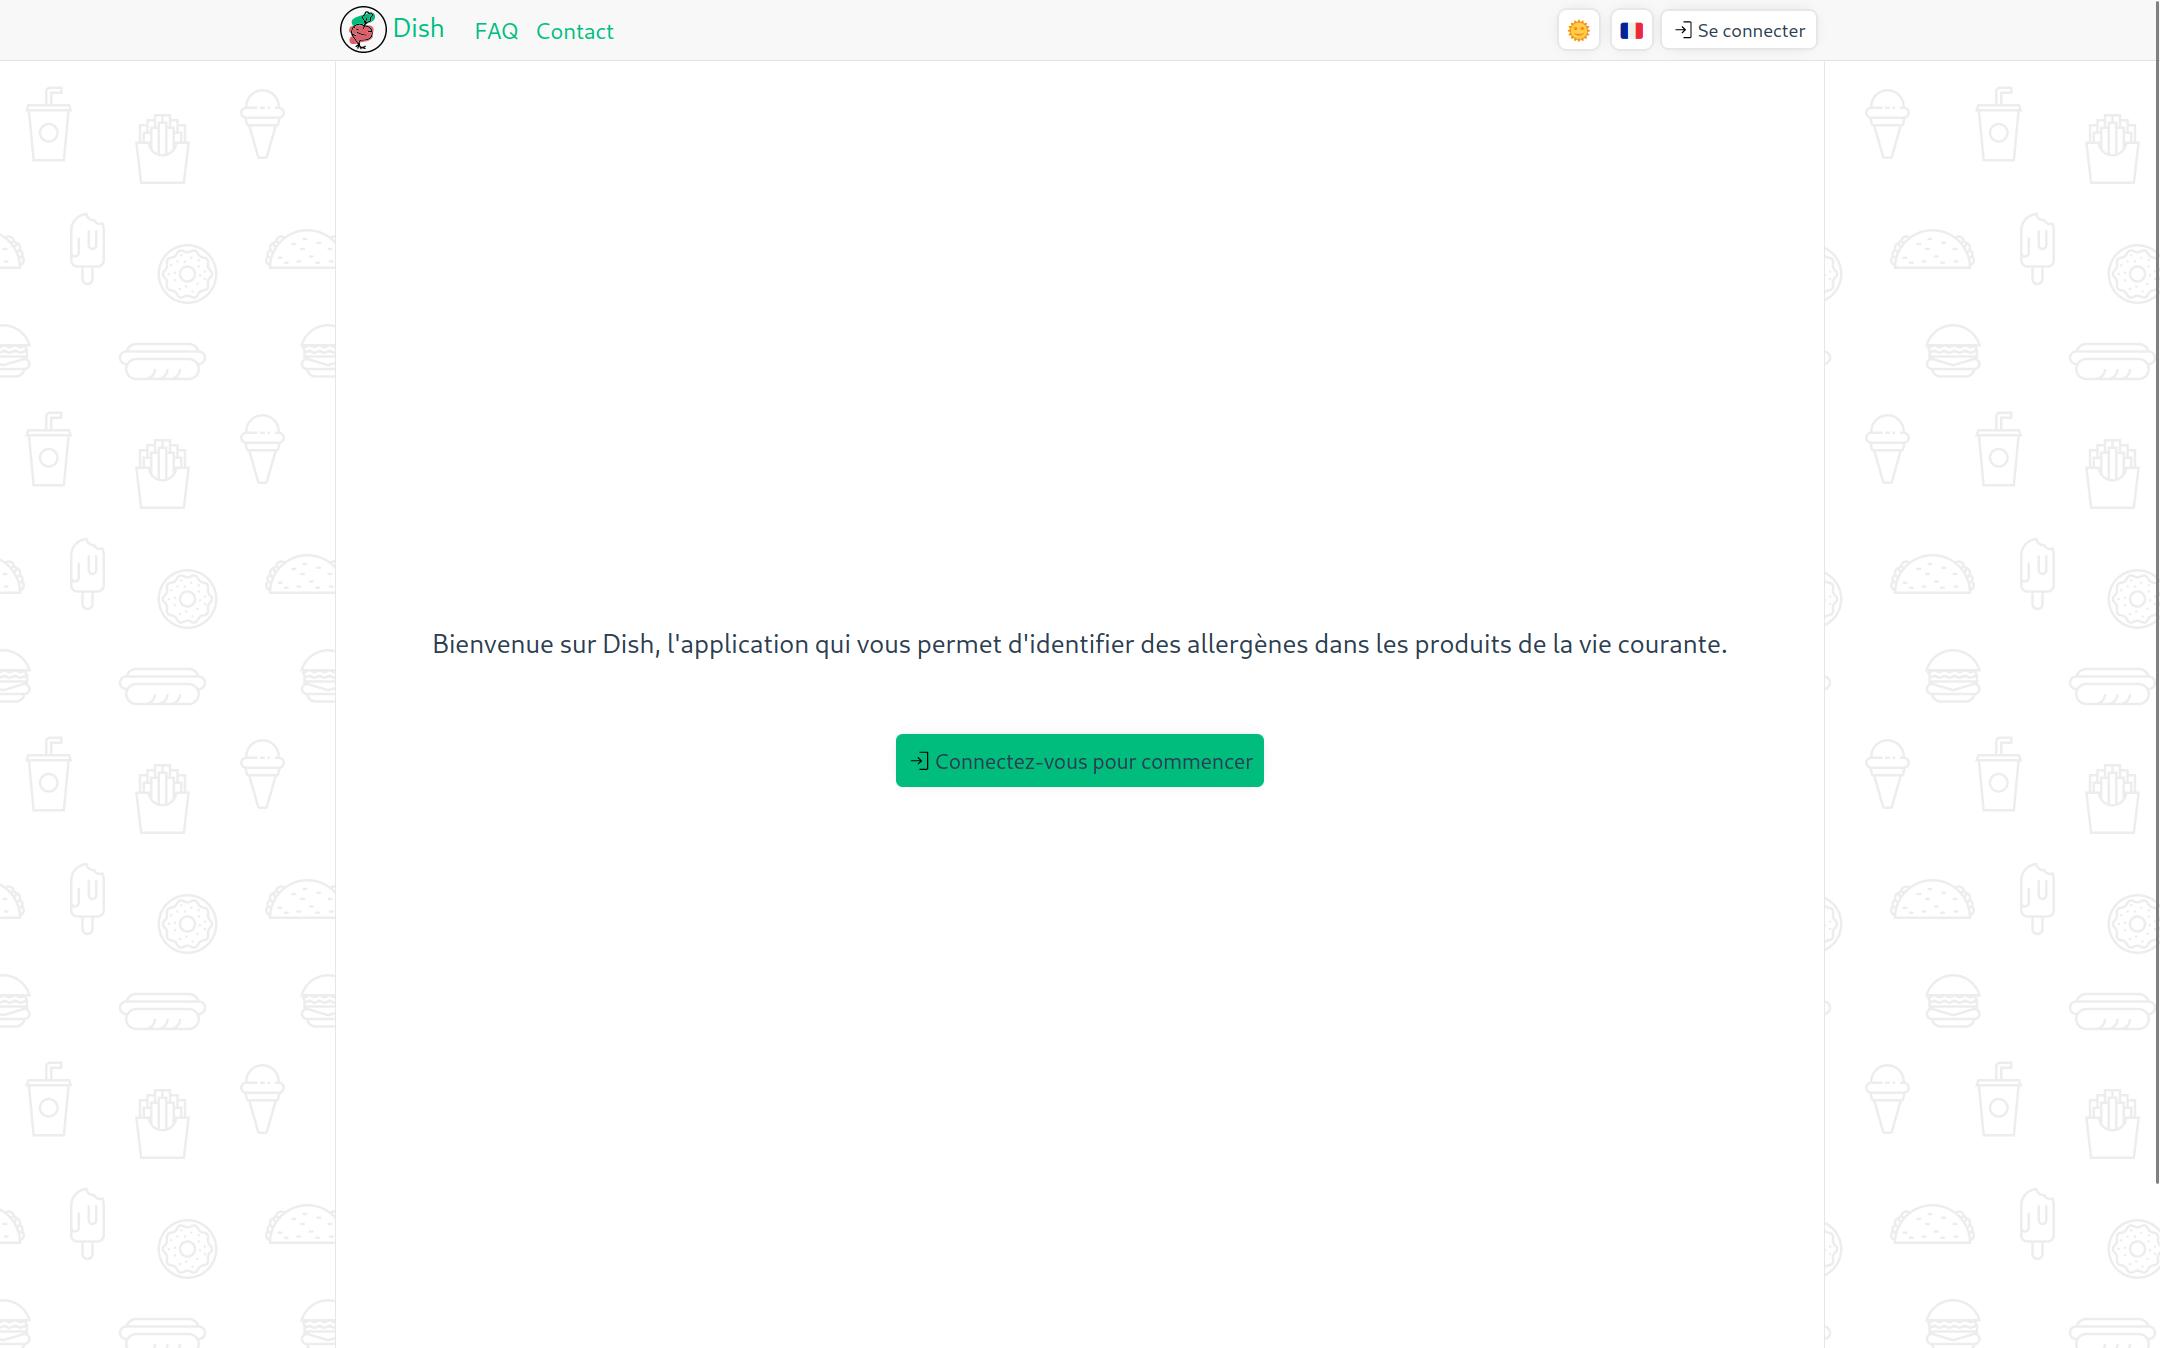 Dish
FAQ
Contact
Se connecter
Bienvenue sur Dish, l'application qui vous permet d'identifier des allergènes dans les produits de la vie courante.
Connectez-vous pour commencer